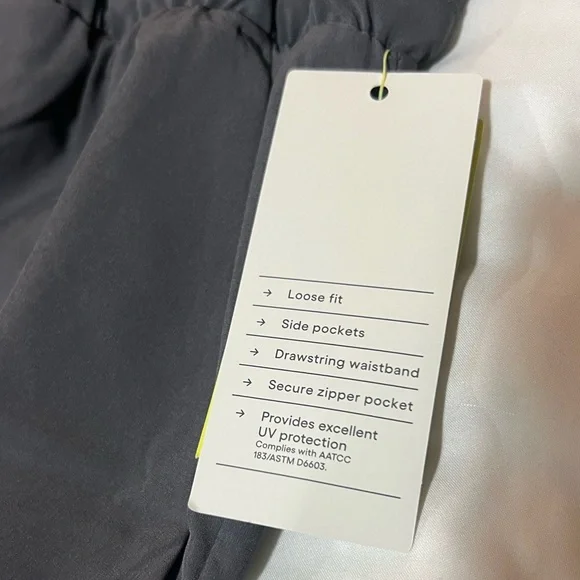 → Loose fit
→ Side pockets
→ Drawstring waistband
→ Secure zipper pocket
→ Provides excellent
UV protection
Complies with AATCC
183/ASTM D6603.